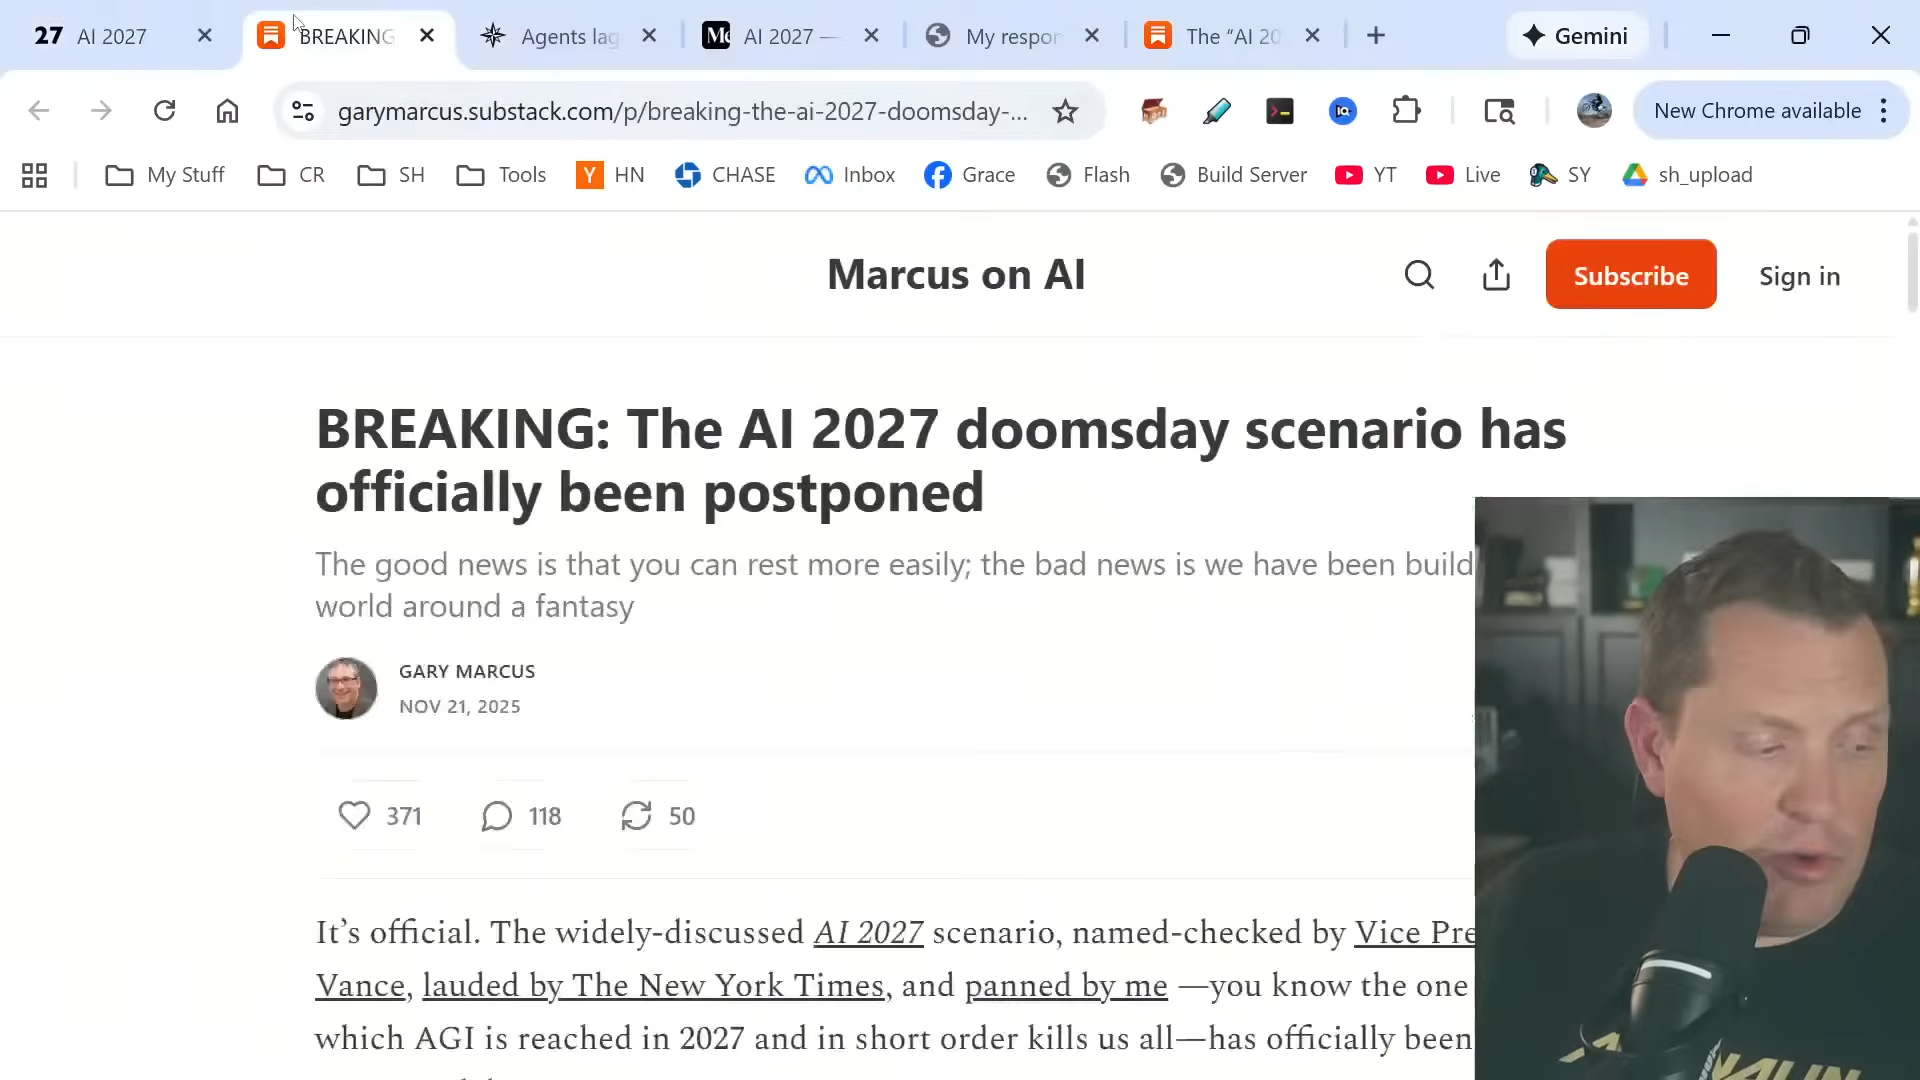 27 AI 2027
BREAKING
Agents lag
AI 2027 —
My respor
The “AI 20
Gemini
garymarcus.substack.com/p/breaking-the-ai-2027-doomsday-...
New Chrome available
My Stuff
CR
SH
Tools
Y HN
CHASE
Inbox
Grace
Flash
Build Server
YT
Live
SY
sh_upload
Marcus on AI
Subscribe
Sign in
BREAKING: The AI 2027 doomsday scenario has
officially been postponed
The good news is that you can rest more easily; the bad news is we have been build
world around a fantasy
GARY MARCUS
NOV 21, 2025
371
118
50
It’s official. The widely-discussed AI 2027 scenario, named-checked by Vice Pre
Vance, lauded by The New York Times, and panned by me —you know the one
which AGI is reached in 2027 and in short order kills us all—has officially been